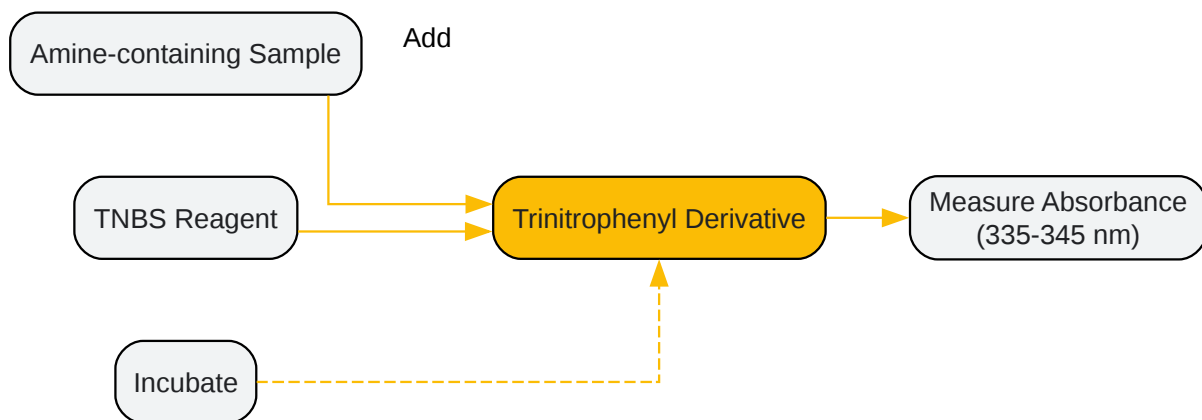 Amine-containing Sample
Add
TNBS Reagent
Trinitrophenyl Derivative
Measure Absorbance
(335-345 nm)
Incubate